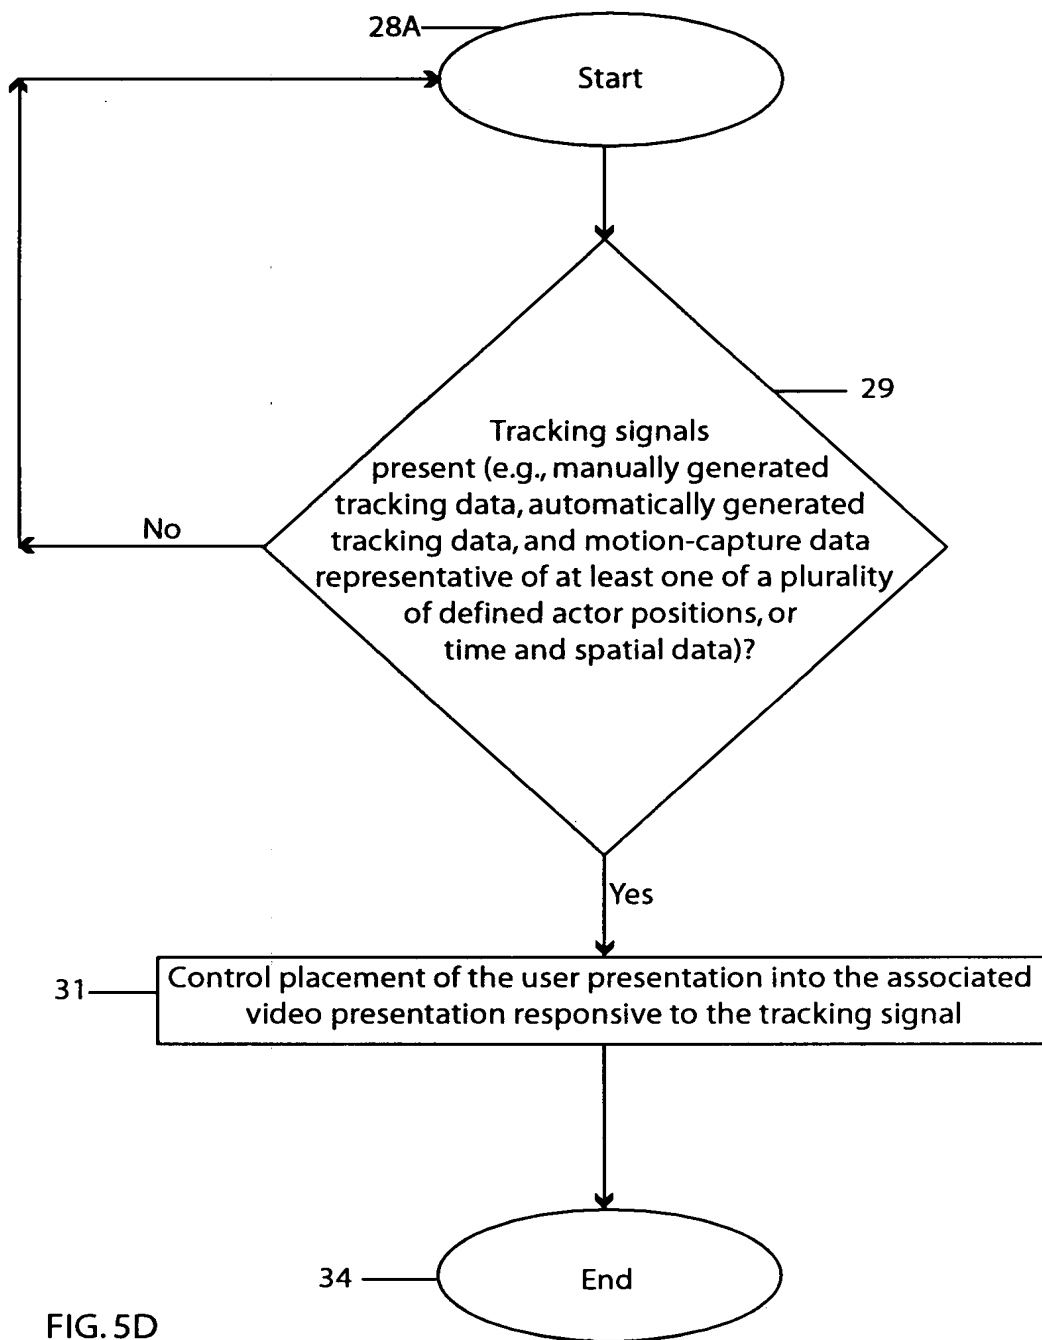 28A
Start
29
Tracking signals
present (e.g., manually generated
tracking data, automatically generated
tracking data, and motion-capture data
representative of at least one of a plurality
of defined actor positions, or
time and spatial data)?
No
Yes
31
Control placement of the user presentation into the associated
video presentation responsive to the tracking signal
34
End
FIG. 5D